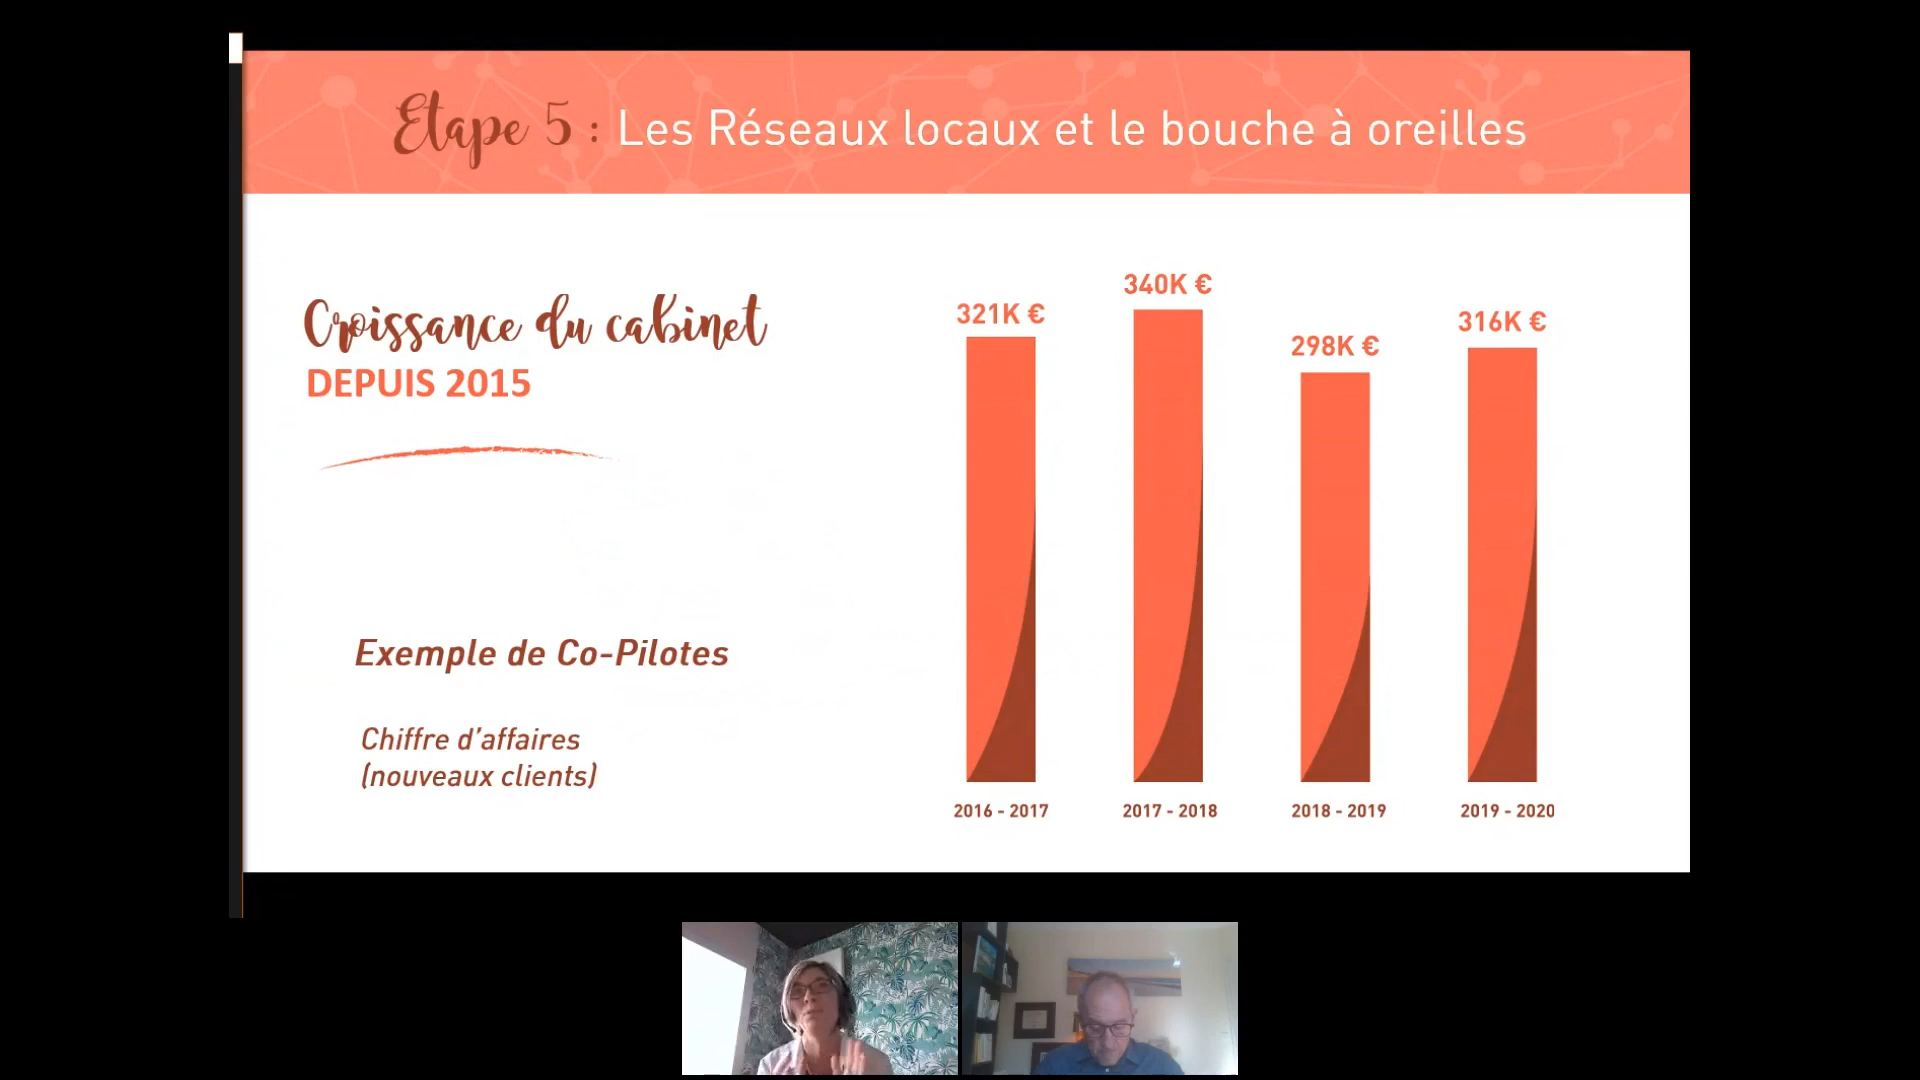 Etape 5 : Les Réseaux locaux et le bouche à oreilles
Croissance du cabinet
DEPUIS 2015
Exemple de Co-Pilotes
Chiffre d'affaires
(nouveaux clients)
321K € 340K € 298K € 316K €
2016 - 2017 2017 - 2018 2018 - 2019 2019 - 2020